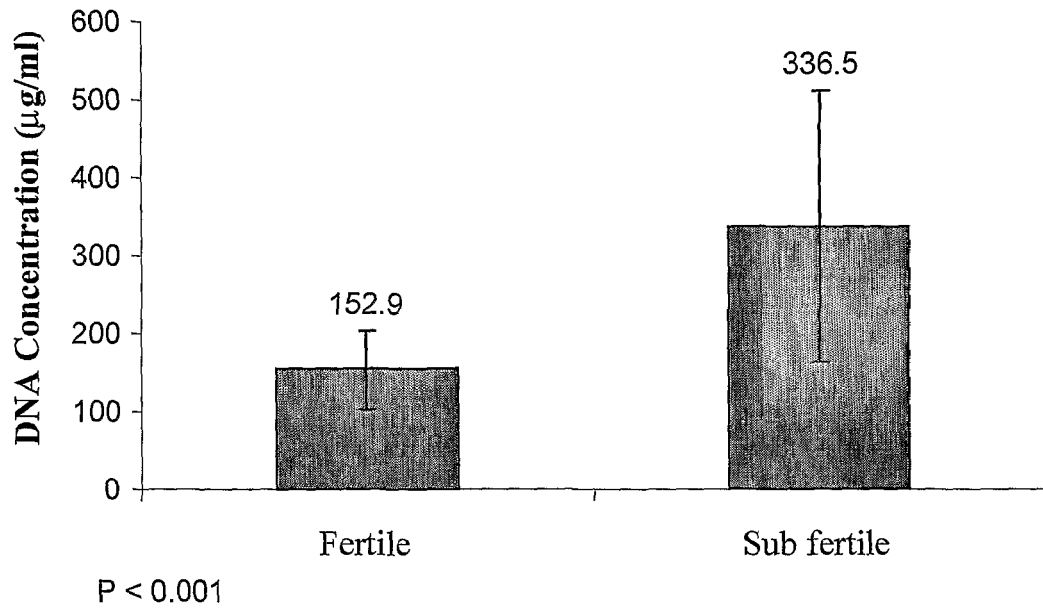 DNA Concentration (µg/ml)
600
500
400
300
200
100
0
152.9
336.5
Fertile
Sub fertile
P < 0.001